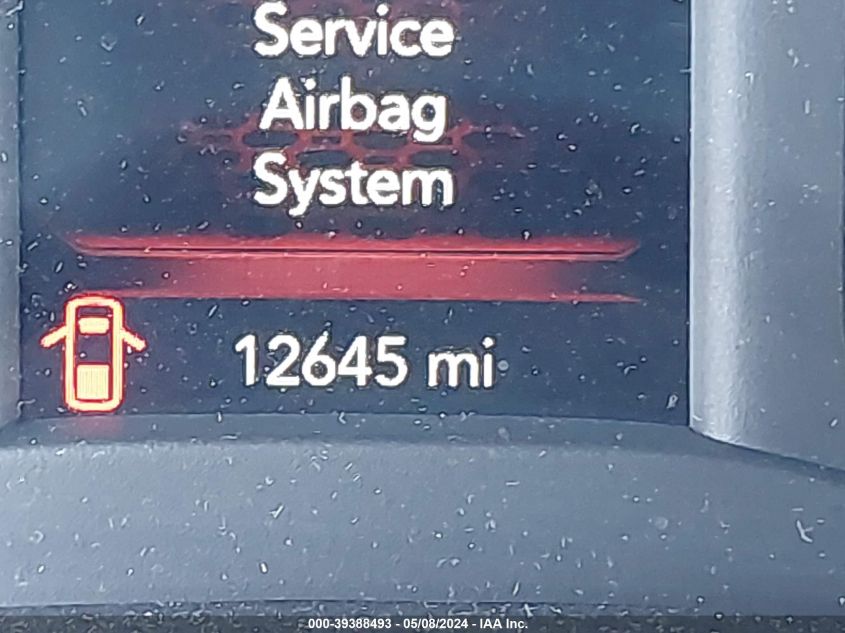 Service
Airbag
System
12645 mi
000-39388493 - 05/08/2024 - IAA Inc.